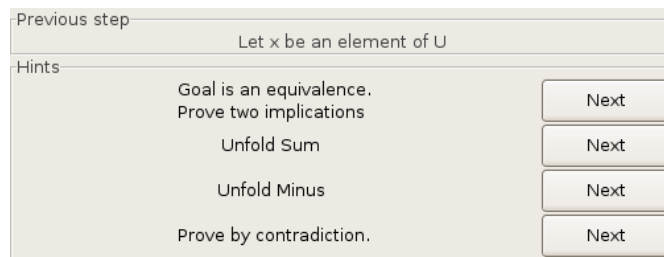 Previous step
Let x be an element of U
Hints
Goal is an equivalence.
Prove two implications
Next
Unfold Sum
Next
Unfold Minus
Next
Prove by contradiction.
Next